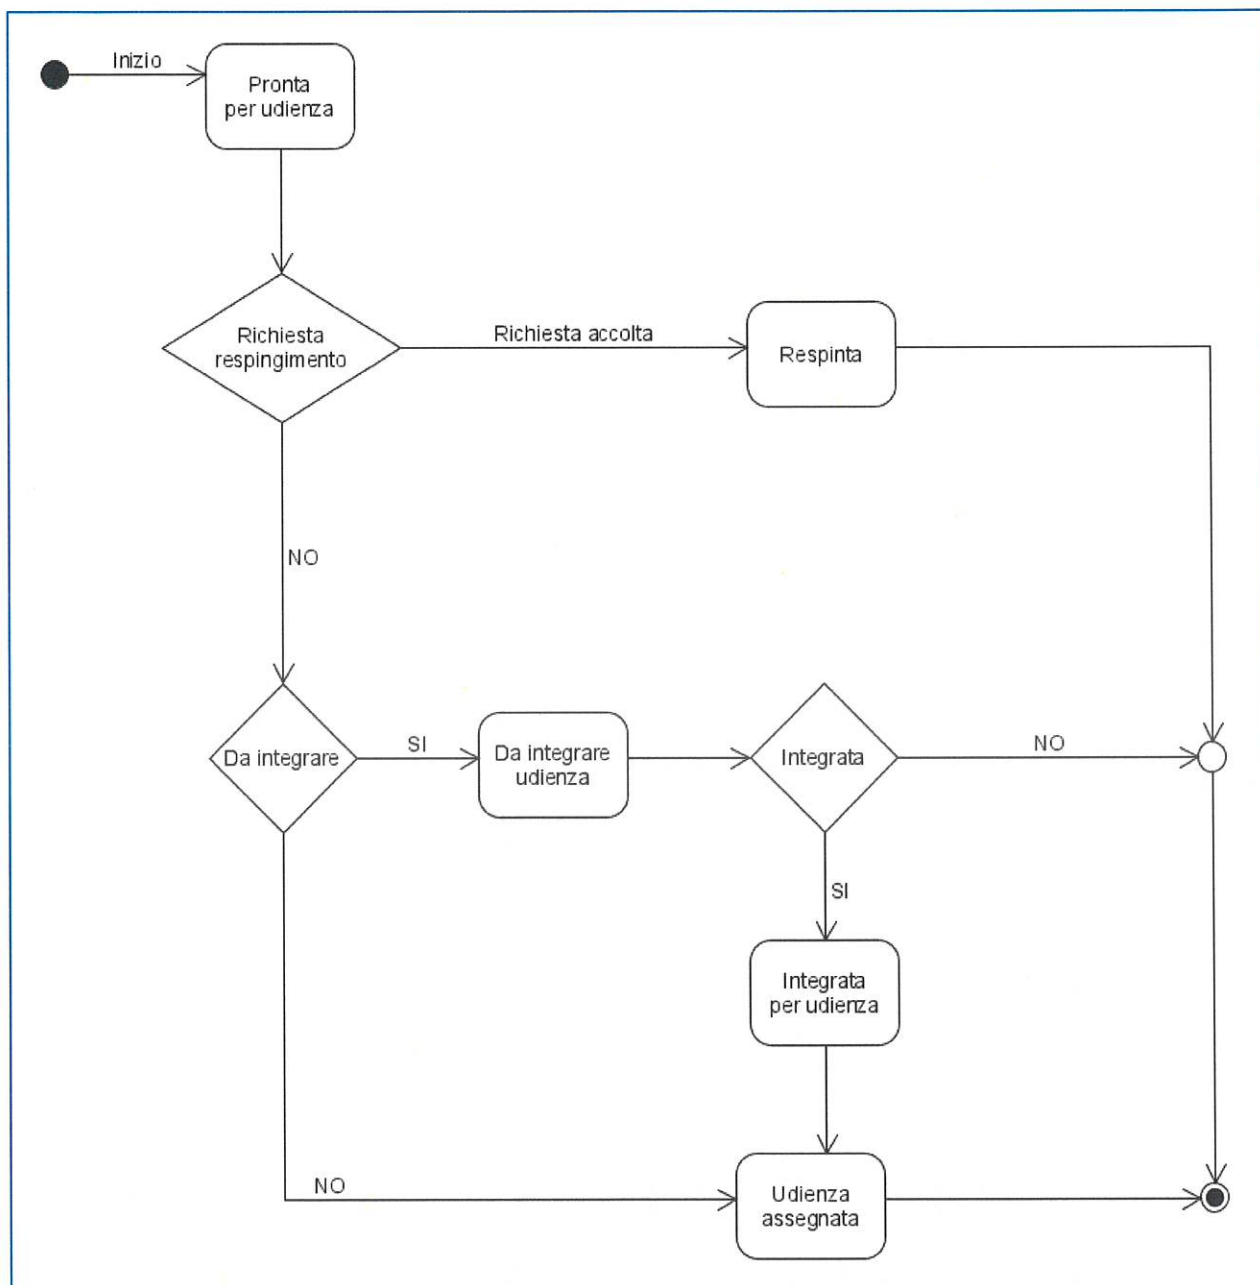 Inizio
Pronta
per udienza
Richiesta
respingimento
Richiesta accolta
Respinta
NO
Da integrare
SI
Da integrare
udienza
Integrata
NO
SI
Integrata
per udienza
NO
Udienza
assegnata